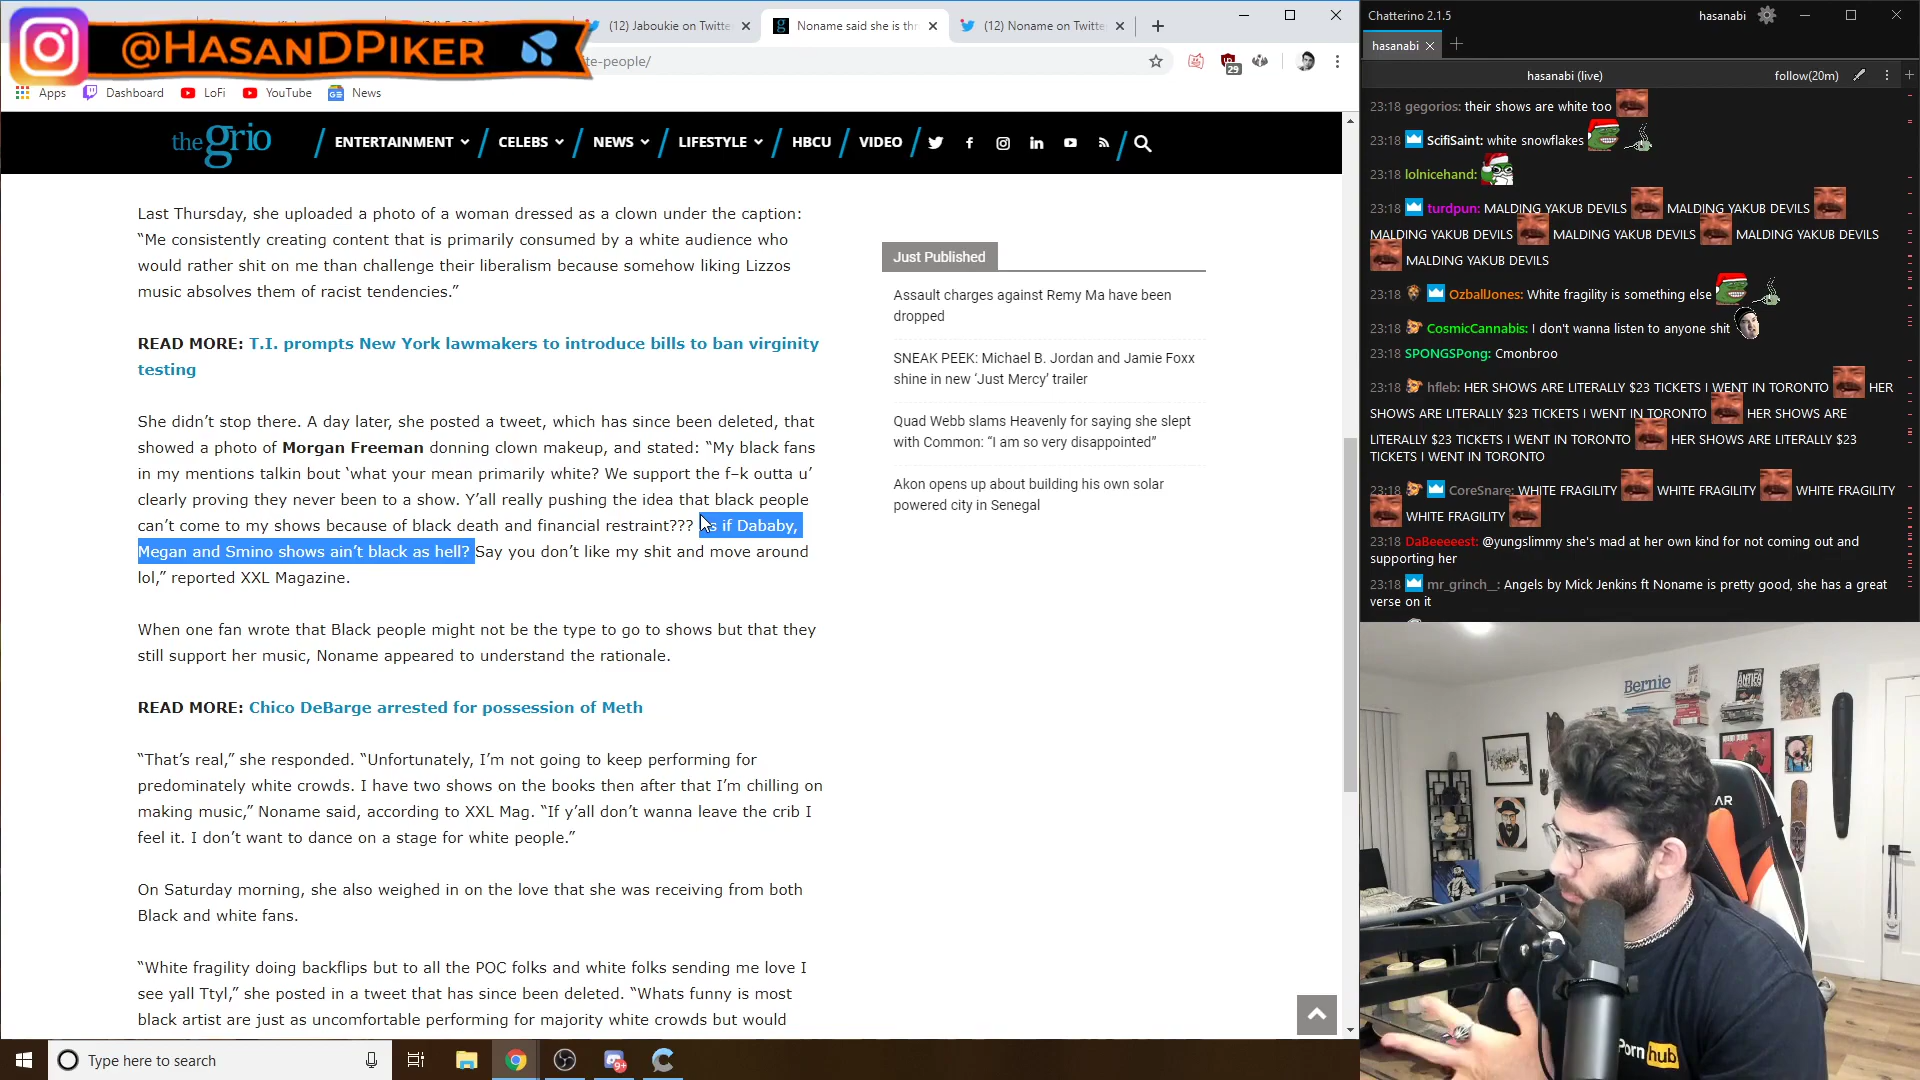 @HASANDPIKER
(12) Jaboukie on Twitte
Noname said she is thr
(12) Noname on Twitte
te-people/
29
Apps
Dashboard
LoFi
YouTube
News
the grio
ENTERTAINMENT
CELEBS
NEWS
LIFESTYLE
HBCU
VIDEO
Last Thursday, she uploaded a photo of a woman dressed as a clown under the caption:
“Me consistently creating content that is primarily consumed by a white audience who
would rather shit on me than challenge their liberalism because somehow liking Lizzos
music absolves them of racist tendencies.”
READ MORE: T.I. prompts New York lawmakers to introduce bills to ban virginity
testing
She didn’t stop there. A day later, she posted a tweet, which has since been deleted, that
showed a photo of Morgan Freeman donning clown makeup, and stated: “My black fans
in my mentions talkin bout ‘what your mean primarily white? We support the f–k outta u’
clearly proving they never been to a show. Y’all really pushing the idea that black people
can’t come to my shows because of black death and financial restraint??? s if Dababy,
Megan and Smino shows ain’t black as hell? Say you don’t like my shit and move around
lol,” reported XXL Magazine.
When one fan wrote that Black people might not be the type to go to shows but that they
still support her music, Noname appeared to understand the rationale.
READ MORE: Chico DeBarge arrested for possession of Meth
“That’s real,” she responded. “Unfortunately, I’m not going to keep performing for
predominately white crowds. I have two shows on the books then after that I’m chilling on
making music,” Noname said, according to XXL Mag. “If y’all don’t wanna leave the crib I
feel it. I don’t want to dance on a stage for white people.”
On Saturday morning, she also weighed in on the love that she was receiving from both
Black and white fans.
“White fragility doing backflips but to all the POC folks and white folks sending me love I
see yall Ttyl,” she posted in a tweet that has since been deleted. “Whats funny is most
black artist are just as uncomfortable performing for majority white crowds but would
Just Published
Assault charges against Remy Ma have been
dropped
SNEAK PEEK: Michael B. Jordan and Jamie Foxx
shine in new ‘Just Mercy’ trailer
Quad Webb slams Heavenly for saying she slept
with Common: “I am so very disappointed”
Akon opens up about building his own solar
powered city in Senegal
Type here to search
9+
Chatterino 2.1.5
hasanabi
hasanabi
hasanabi (live)
follow(20m)
23:18 gegorios: their shows are white too
23:18 ScifiSaint: white snowflakes
23:18 lolnicehand:
23:18 turdpun: MALDING YAKUB DEVILS MALDING YAKUB DEVILS
MALDING YAKUB DEVILS MALDING YAKUB DEVILS MALDING YAKUB DEVILS
MALDING YAKUB DEVILS
23:18 OzballJones: White fragility is something else
23:18 CosmicCannabis: I don't wanna listen to anyone shit
23:18 SPONGSPong: Cmonbroo
23:18 hfleb: HER SHOWS ARE LITERALLY $23 TICKETS I WENT IN TORONTO HER
SHOWS ARE LITERALLY $23 TICKETS I WENT IN TORONTO HER SHOWS ARE
LITERALLY $23 TICKETS I WENT IN TORONTO HER SHOWS ARE LITERALLY $23
TICKETS I WENT IN TORONTO
23:18 CoreSnare: WHITE FRAGILITY WHITE FRAGILITY WHITE FRAGILITY
WHITE FRAGILITY
23:18 DaBeeeeest: @yungslimmy she's mad at her own kind for not coming out and
supporting her
23:18 mr_grinch_: Angels by Mick Jenkins ft Noname is pretty good, she has a great
verse on it
Bernie
ANTIFA
AR
Porn hub